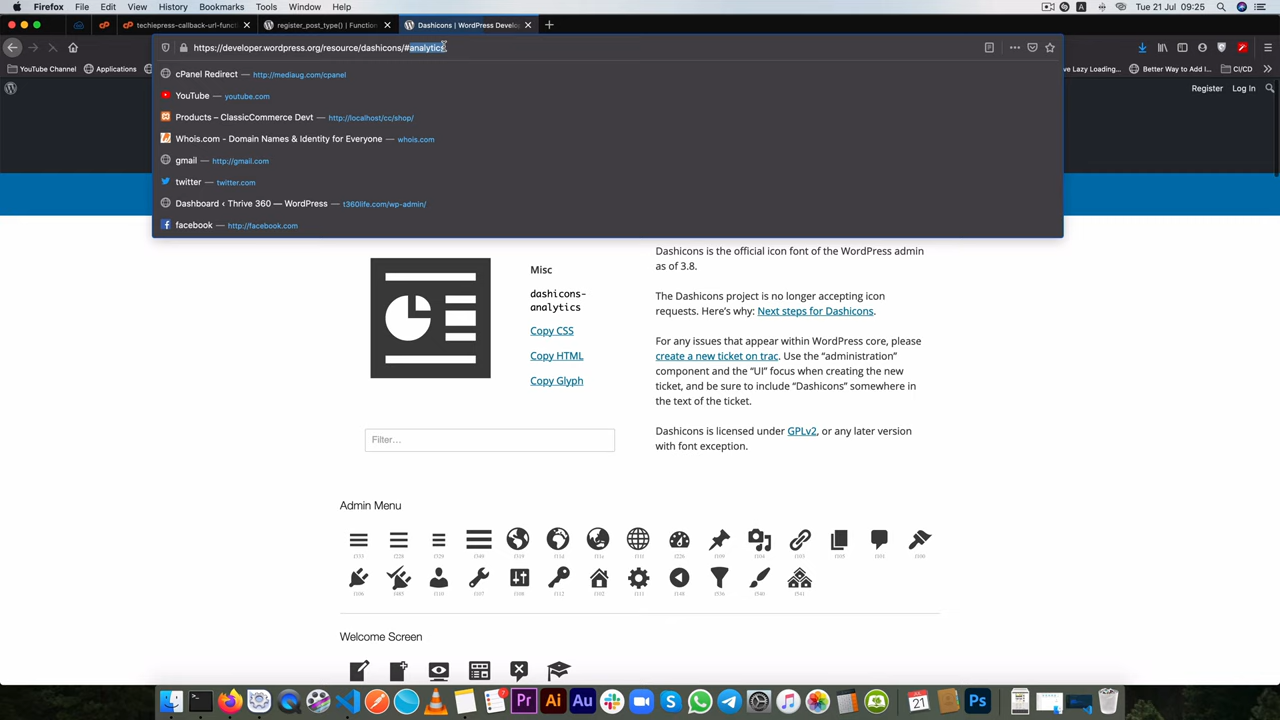 Firefox File Edit View History Bookmarks Tools Window Help
Tue 21 Jul 09:25
techiepress-callback-url-funct
register_post_type() | Function
Dashicons | WordPress Develo
https://developer.wordpress.org/resource/dashicons/#analytics
YouTube Channel
Applications
ve Lazy Loading...
Better Way to Add I...
CI/CD
cPanel Redirect — http://mediaug.com/cpanel
YouTube — youtube.com
Products – ClassicCommerce Devt — http://localhost/cc/shop/
Whois.com - Domain Names & Identity for Everyone — whois.com
gmail — http://gmail.com
twitter — twitter.com
Dashboard ‹ Thrive 360 — WordPress — t360life.com/wp-admin/
facebook — http://facebook.com
Register Log In
Misc
dashicons-
analytics
Copy CSS
Copy HTML
Copy Glyph
Filter...
Dashicons is the official icon font of the WordPress admin
as of 3.8.
The Dashicons project is no longer accepting icon
requests. Here’s why: Next steps for Dashicons.
For any issues that appear within WordPress core, please
create a new ticket on trac. Use the “administration”
component and the “UI” focus when creating the new
ticket, and be sure to include “Dashicons” somewhere in
the text of the ticket.
Dashicons is licensed under GPLv2, or any later version
with font exception.
Admin Menu
Welcome Screen
Pr
Ai
Au
21
Ps